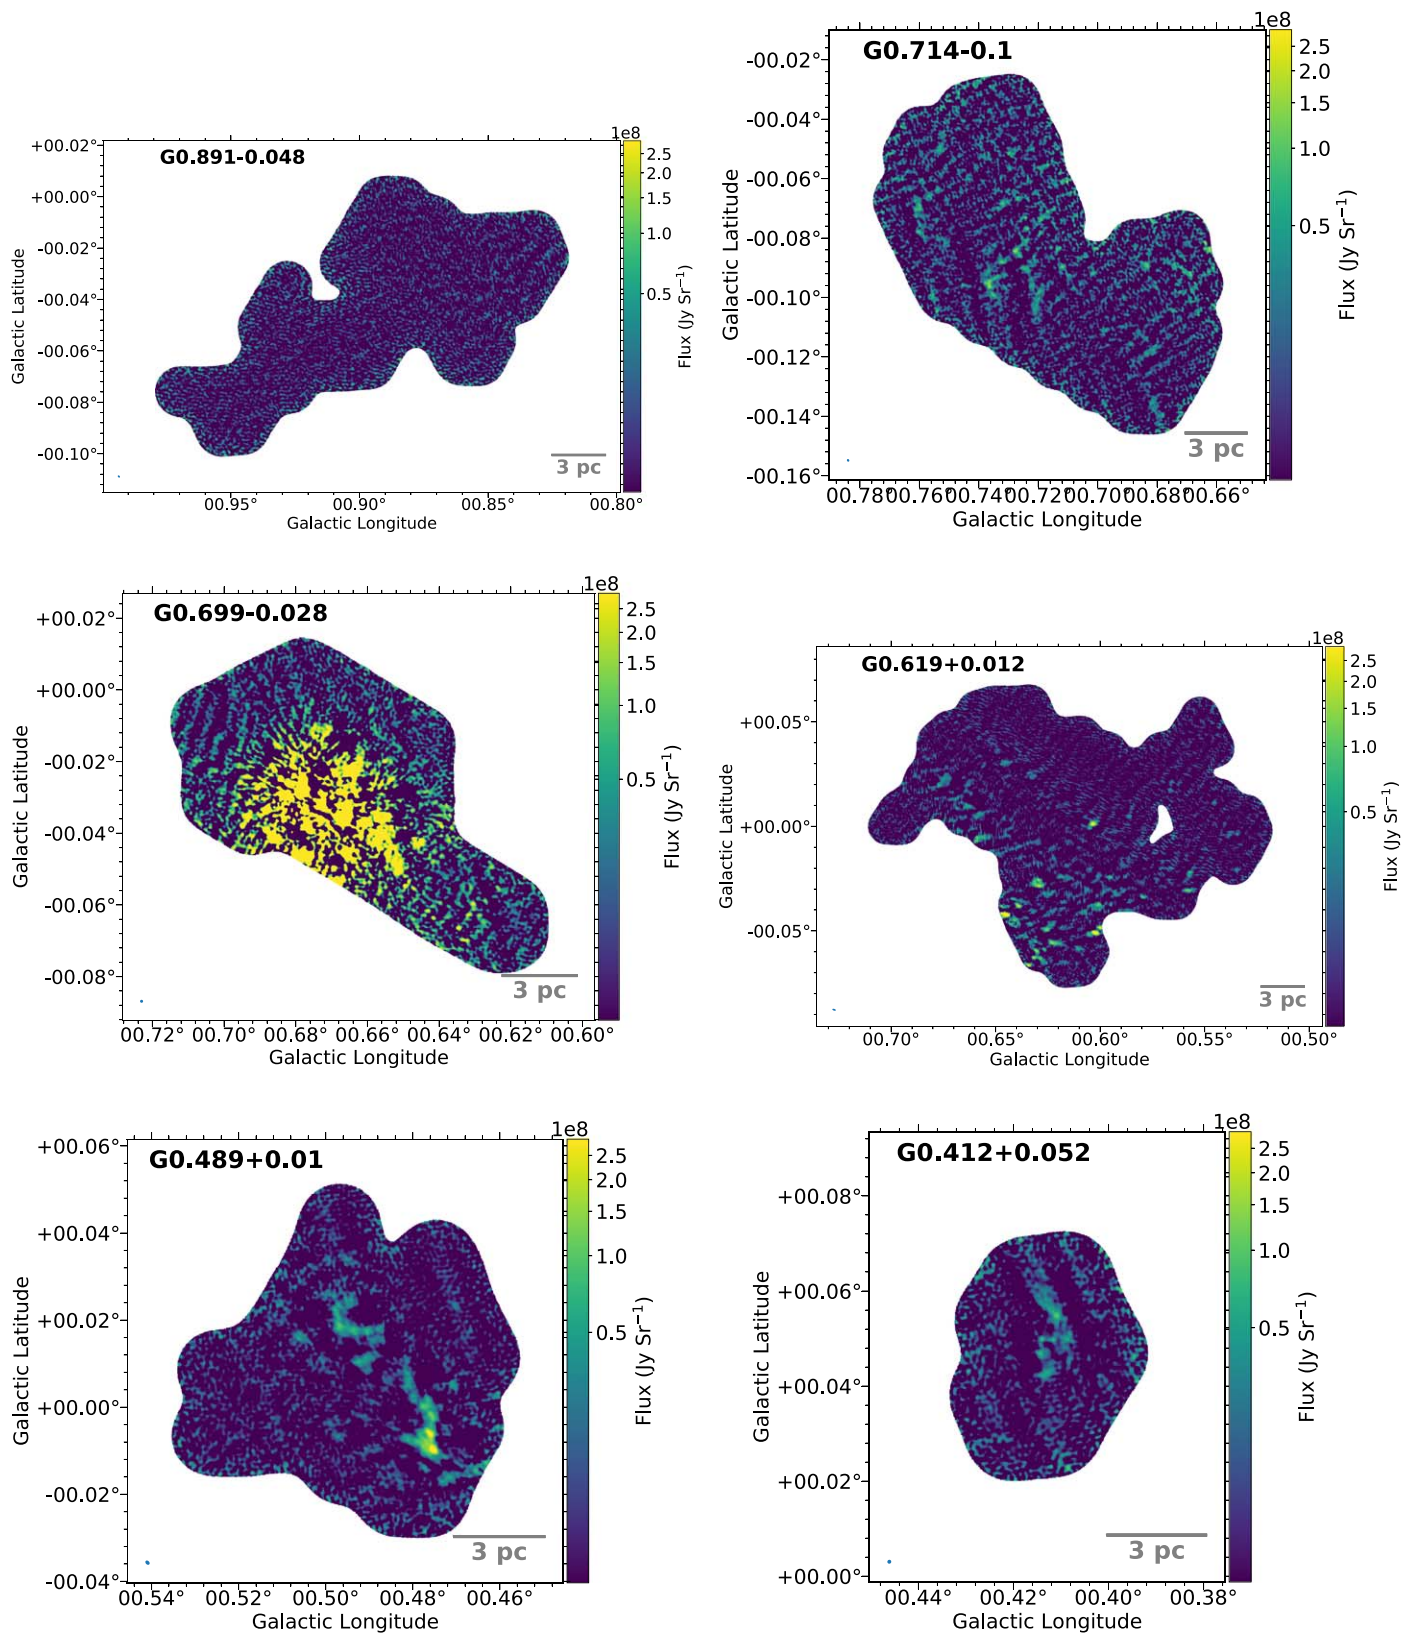 G0.891-0.048
1e8
+00.02°
+00.00°
-00.02°
-00.04°
-00.06°
-00.08°
-00.10°
Galactic Latitude
3 pc
00.95° 00.90° 00.85° 00.80°
Galactic Longitude
2.5
2.0
1.5
1.0
0.5
Flux (Jy Sr⁻¹)
G0.714-0.1
1e8
-00.02°
-00.04°
-00.06°
-00.08°
-00.10°
-00.12°
-00.14°
-00.16°
Galactic Latitude
3 pc
00.78° 00.76° 00.74° 00.72° 00.70° 00.68° 00.66°
Galactic Longitude
2.5
2.0
1.5
1.0
0.5
Flux (Jy Sr⁻¹)
G0.699-0.028
1e8
+00.02°
+00.00°
-00.02°
-00.04°
-00.06°
-00.08°
Galactic Latitude
3 pc
00.72° 00.70° 00.68° 00.66° 00.64° 00.62° 00.60°
Galactic Longitude
2.5
2.0
1.5
1.0
0.5
Flux (Jy Sr⁻¹)
G0.619+0.012
1e8
+00.05°
+00.00°
-00.05°
Galactic Latitude
3 pc
00.70° 00.65° 00.60° 00.55° 00.50°
Galactic Longitude
2.5
2.0
1.5
1.0
0.5
Flux (Jy Sr⁻¹)
G0.489+0.01
1e8
+00.06°
+00.04°
+00.02°
+00.00°
-00.02°
-00.04°
Galactic Latitude
3 pc
00.54° 00.52° 00.50° 00.48° 00.46°
Galactic Longitude
2.5
2.0
1.5
1.0
0.5
Flux (Jy Sr⁻¹)
G0.412+0.052
1e8
+00.08°
+00.06°
+00.04°
+00.02°
+00.00°
Galactic Latitude
3 pc
00.44° 00.42° 00.40° 00.38°
Galactic Longitude
2.5
2.0
1.5
1.0
0.5
Flux (Jy Sr⁻¹)